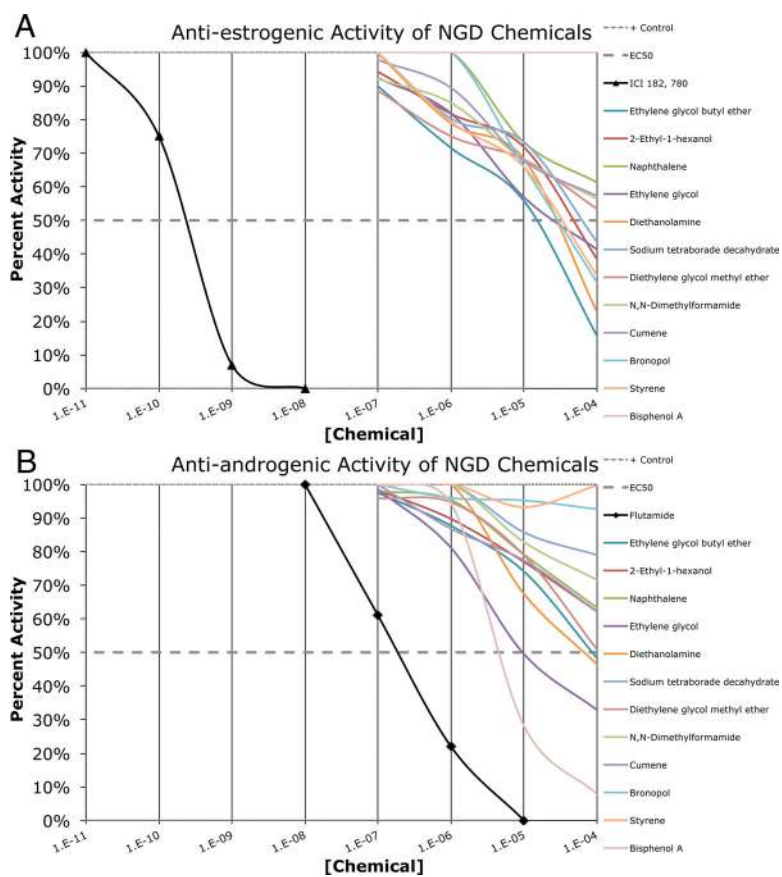 A
Anti-estrogenic Activity of NGD Chemicals
Percent Activity
100%
90%
80%
70%
60%
50%
40%
30%
20%
10%
0%
1.E-11
1.E-10
1.E-09
1.E-08
1.E-07
1.E-06
1.E-05
1.E-04
[Chemical]
+ Control
EC50
ICI 182, 780
Ethylene glycol butyl ether
2-Ethyl-1-hexanol
Naphthalene
Ethylene glycol
Diethanolamine
Sodium tetraborade decahydrate
Diethylene glycol methyl ether
N,N-Dimethylformamide
Cumene
Bronopol
Styrene
Bisphenol A
B
Anti-androgenic Activity of NGD Chemicals
Percent Activity
100%
90%
80%
70%
60%
50%
40%
30%
20%
10%
0%
1.E-11
1.E-10
1.E-09
1.E-08
1.E-07
1.E-06
1.E-05
1.E-04
[Chemical]
+ Control
EC50
Flutamide
Ethylene glycol butyl ether
2-Ethyl-1-hexanol
Naphthalene
Ethylene glycol
Diethanolamine
Sodium tetraborade decahydrate
Diethylene glycol methyl ether
N,N-Dimethylformamide
Cumene
Bronopol
Styrene
Bisphenol A